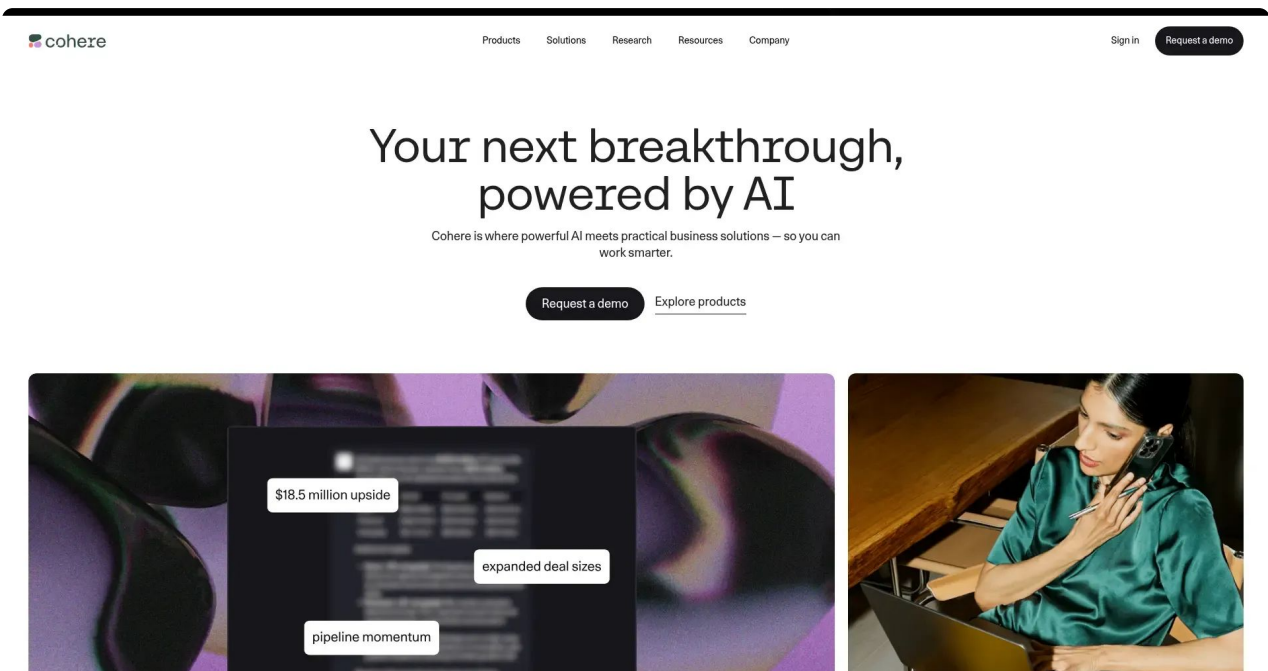 cohere
Products
Solutions
Research
Resources
Company
Sign in
Request a demo
Your next breakthrough,
powered by AI
Cohere is where powerful AI meets practical business solutions — so you can
work smarter.
Request a demo
Explore products
$18.5 million upside
expanded deal sizes
pipeline momentum